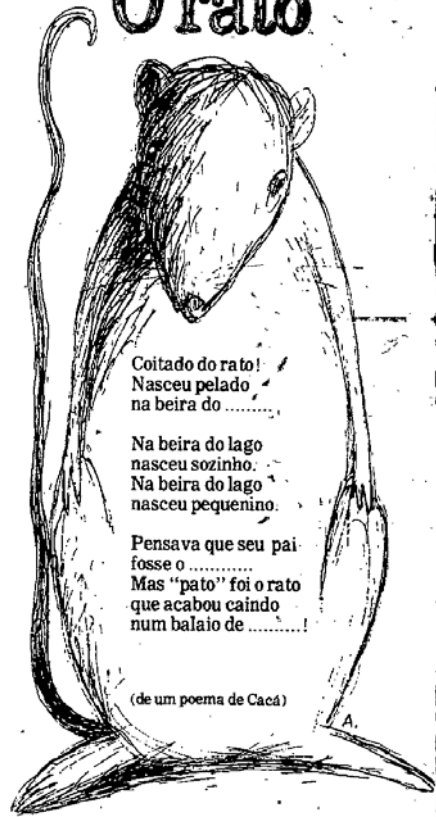 O rato
Coitado do rato!
Nasceu pelado
na beira do .........
Na beira do lago
nasceu sozinho.
Na beira do lago
nasceu pequenino.
Pensava que seu pai
fosse o ............
Mas "pato" foi o rato
que acabou caindo
num balaio de ..........!
(de um poema de Cacá)
A.